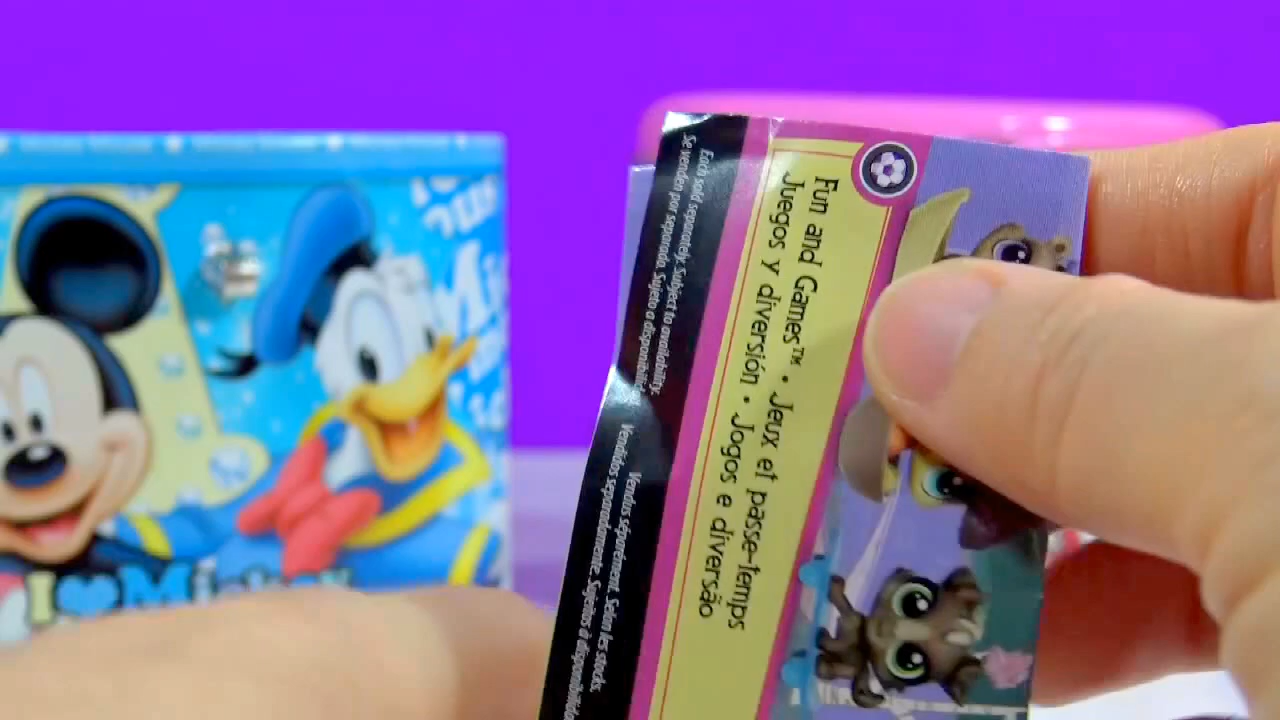 Fun and Games™ • Jeux et passe-temps
Juegos y diversión • Jogos e diversão
Each sold separately. Subject to availability.
Se venden por separado. Sujeto a disponibilidad.
Vendus séparément. Selon les stocks.
Vendidos separadamente. Sujeitos à
I Mickey